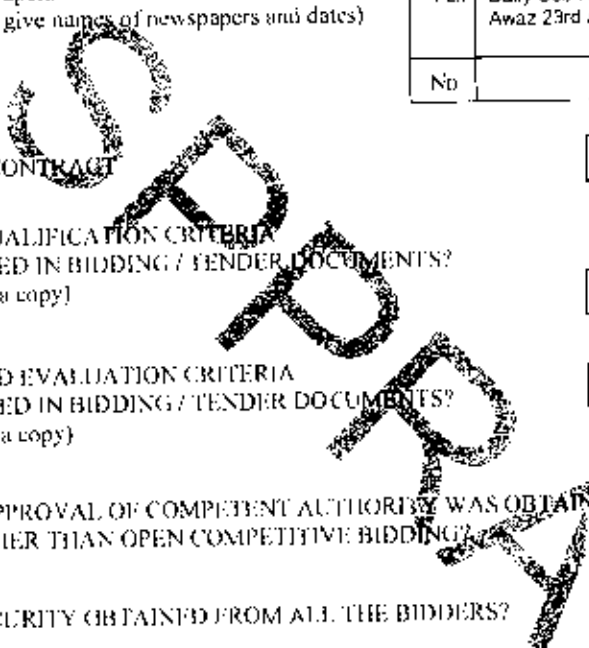 give names of newspapers and dates)
Awaz 23rd
No
CONTRACT
QUALIFICATION CRITERIA
ED IN BIDDING / TENDER DOCUMENTS?
a copy)
D EVALUATION CRITERIA
ED IN BIDDING / TENDER DOCUMENTS?
a copy)
PPROVAL OF COMPETENT AUTHORITY WAS OBTAIN
HER THAN OPEN COMPETITIVE BIDDING?
CURITY OBTAINED FROM ALL THE BIDDERS?
SPPRA